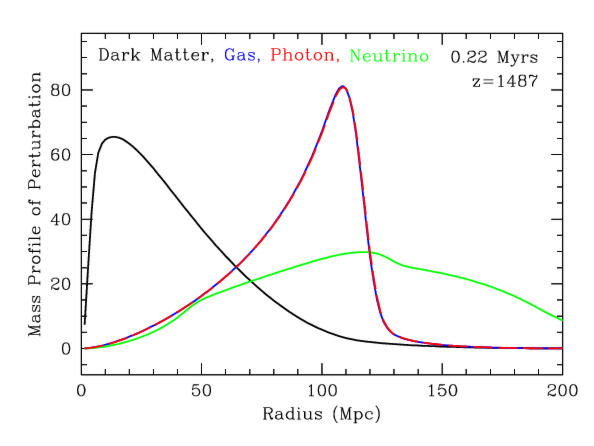 Dark Matter, Gas, Photon, Neutrino 0.22 Myrs
z=1487
Mass Profile of Perturbation
80
60
40
20
0
0 50 100 150 200
Radius (Mpc)